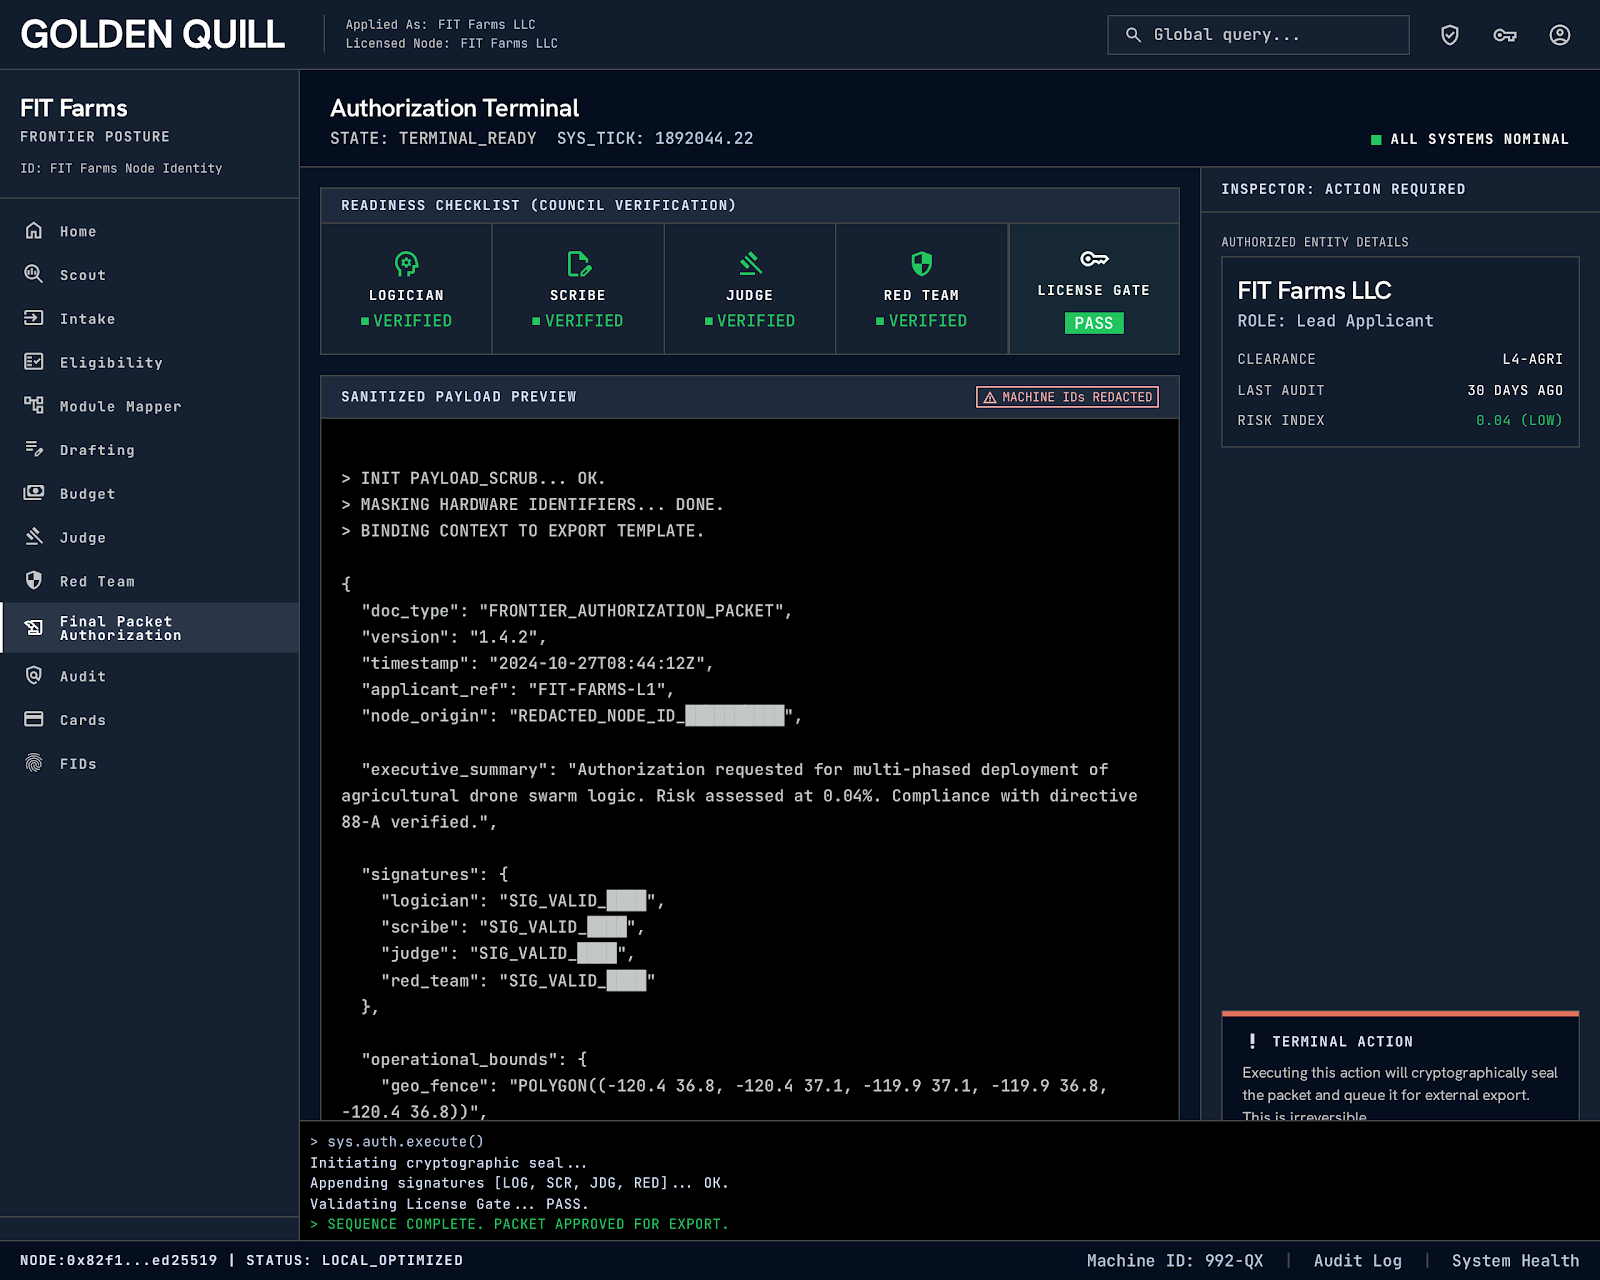 GOLDEN QUILL
Applied As: FIT Farms LLC
Licensed Node: FIT Farms LLC
Global query...
FIT Farms
FRONTIER POSTURE
ID: FIT Farms Node Identity
Home
Scout
Intake
Eligibility
Module Mapper
Drafting
Budget
Judge
Red Team
Final Packet
Authorization
Audit
Cards
FIDs
Authorization Terminal
STATE: TERMINAL_READY SYS_TICK: 1892044.22
ALL SYSTEMS NOMINAL
READINESS CHECKLIST (COUNCIL VERIFICATION)
LOGICIAN
VERIFIED
SCRIBE
VERIFIED
JUDGE
VERIFIED
RED TEAM
VERIFIED
LICENSE GATE
PASS
SANITIZED PAYLOAD PREVIEW
MACHINE IDs REDACTED
> INIT PAYLOAD_SCRUB... OK.
> MASKING HARDWARE IDENTIFIERS... DONE.
> BINDING CONTEXT TO EXPORT TEMPLATE.
{
"doc_type": "FRONTIER_AUTHORIZATION_PACKET",
"version": "1.4.2",
"timestamp": "2024-10-27T08:44:12Z",
"applicant_ref": "FIT-FARMS-L1",
"node_origin": "REDACTED_NODE_ID_██████████",
"executive_summary": "Authorization requested for multi-phased deployment of
agricultural drone swarm logic. Risk assessed at 0.04%. Compliance with directive
88-A verified.",
"signatures": {
"logician": "SIG_VALID_████",
"scribe": "SIG_VALID_████",
"judge": "SIG_VALID_████",
"red_team": "SIG_VALID_████"
},
"operational_bounds": {
"geo_fence": "POLYGON((-120.4 36.8, -120.4 37.1, -119.9 37.1, -119.9 36.8,
-120.4 36.8))",
INSPECTOR: ACTION REQUIRED
AUTHORIZED ENTITY DETAILS
FIT Farms LLC
ROLE: Lead Applicant
CLEARANCE L4-AGRI
LAST AUDIT 30 DAYS AGO
RISK INDEX 0.04 (LOW)
! TERMINAL ACTION
Executing this action will cryptographically seal
the packet and queue it for external export.
This is irreversible
> sys.auth.execute()
Initiating cryptographic seal...
Appending signatures [LOG, SCR, JDG, RED]... OK.
Validating License Gate... PASS.
> SEQUENCE COMPLETE. PACKET APPROVED FOR EXPORT.
NODE:0x82f1...ed25519 | STATUS: LOCAL_OPTIMIZED
Machine ID: 992-QX | Audit Log | System Health